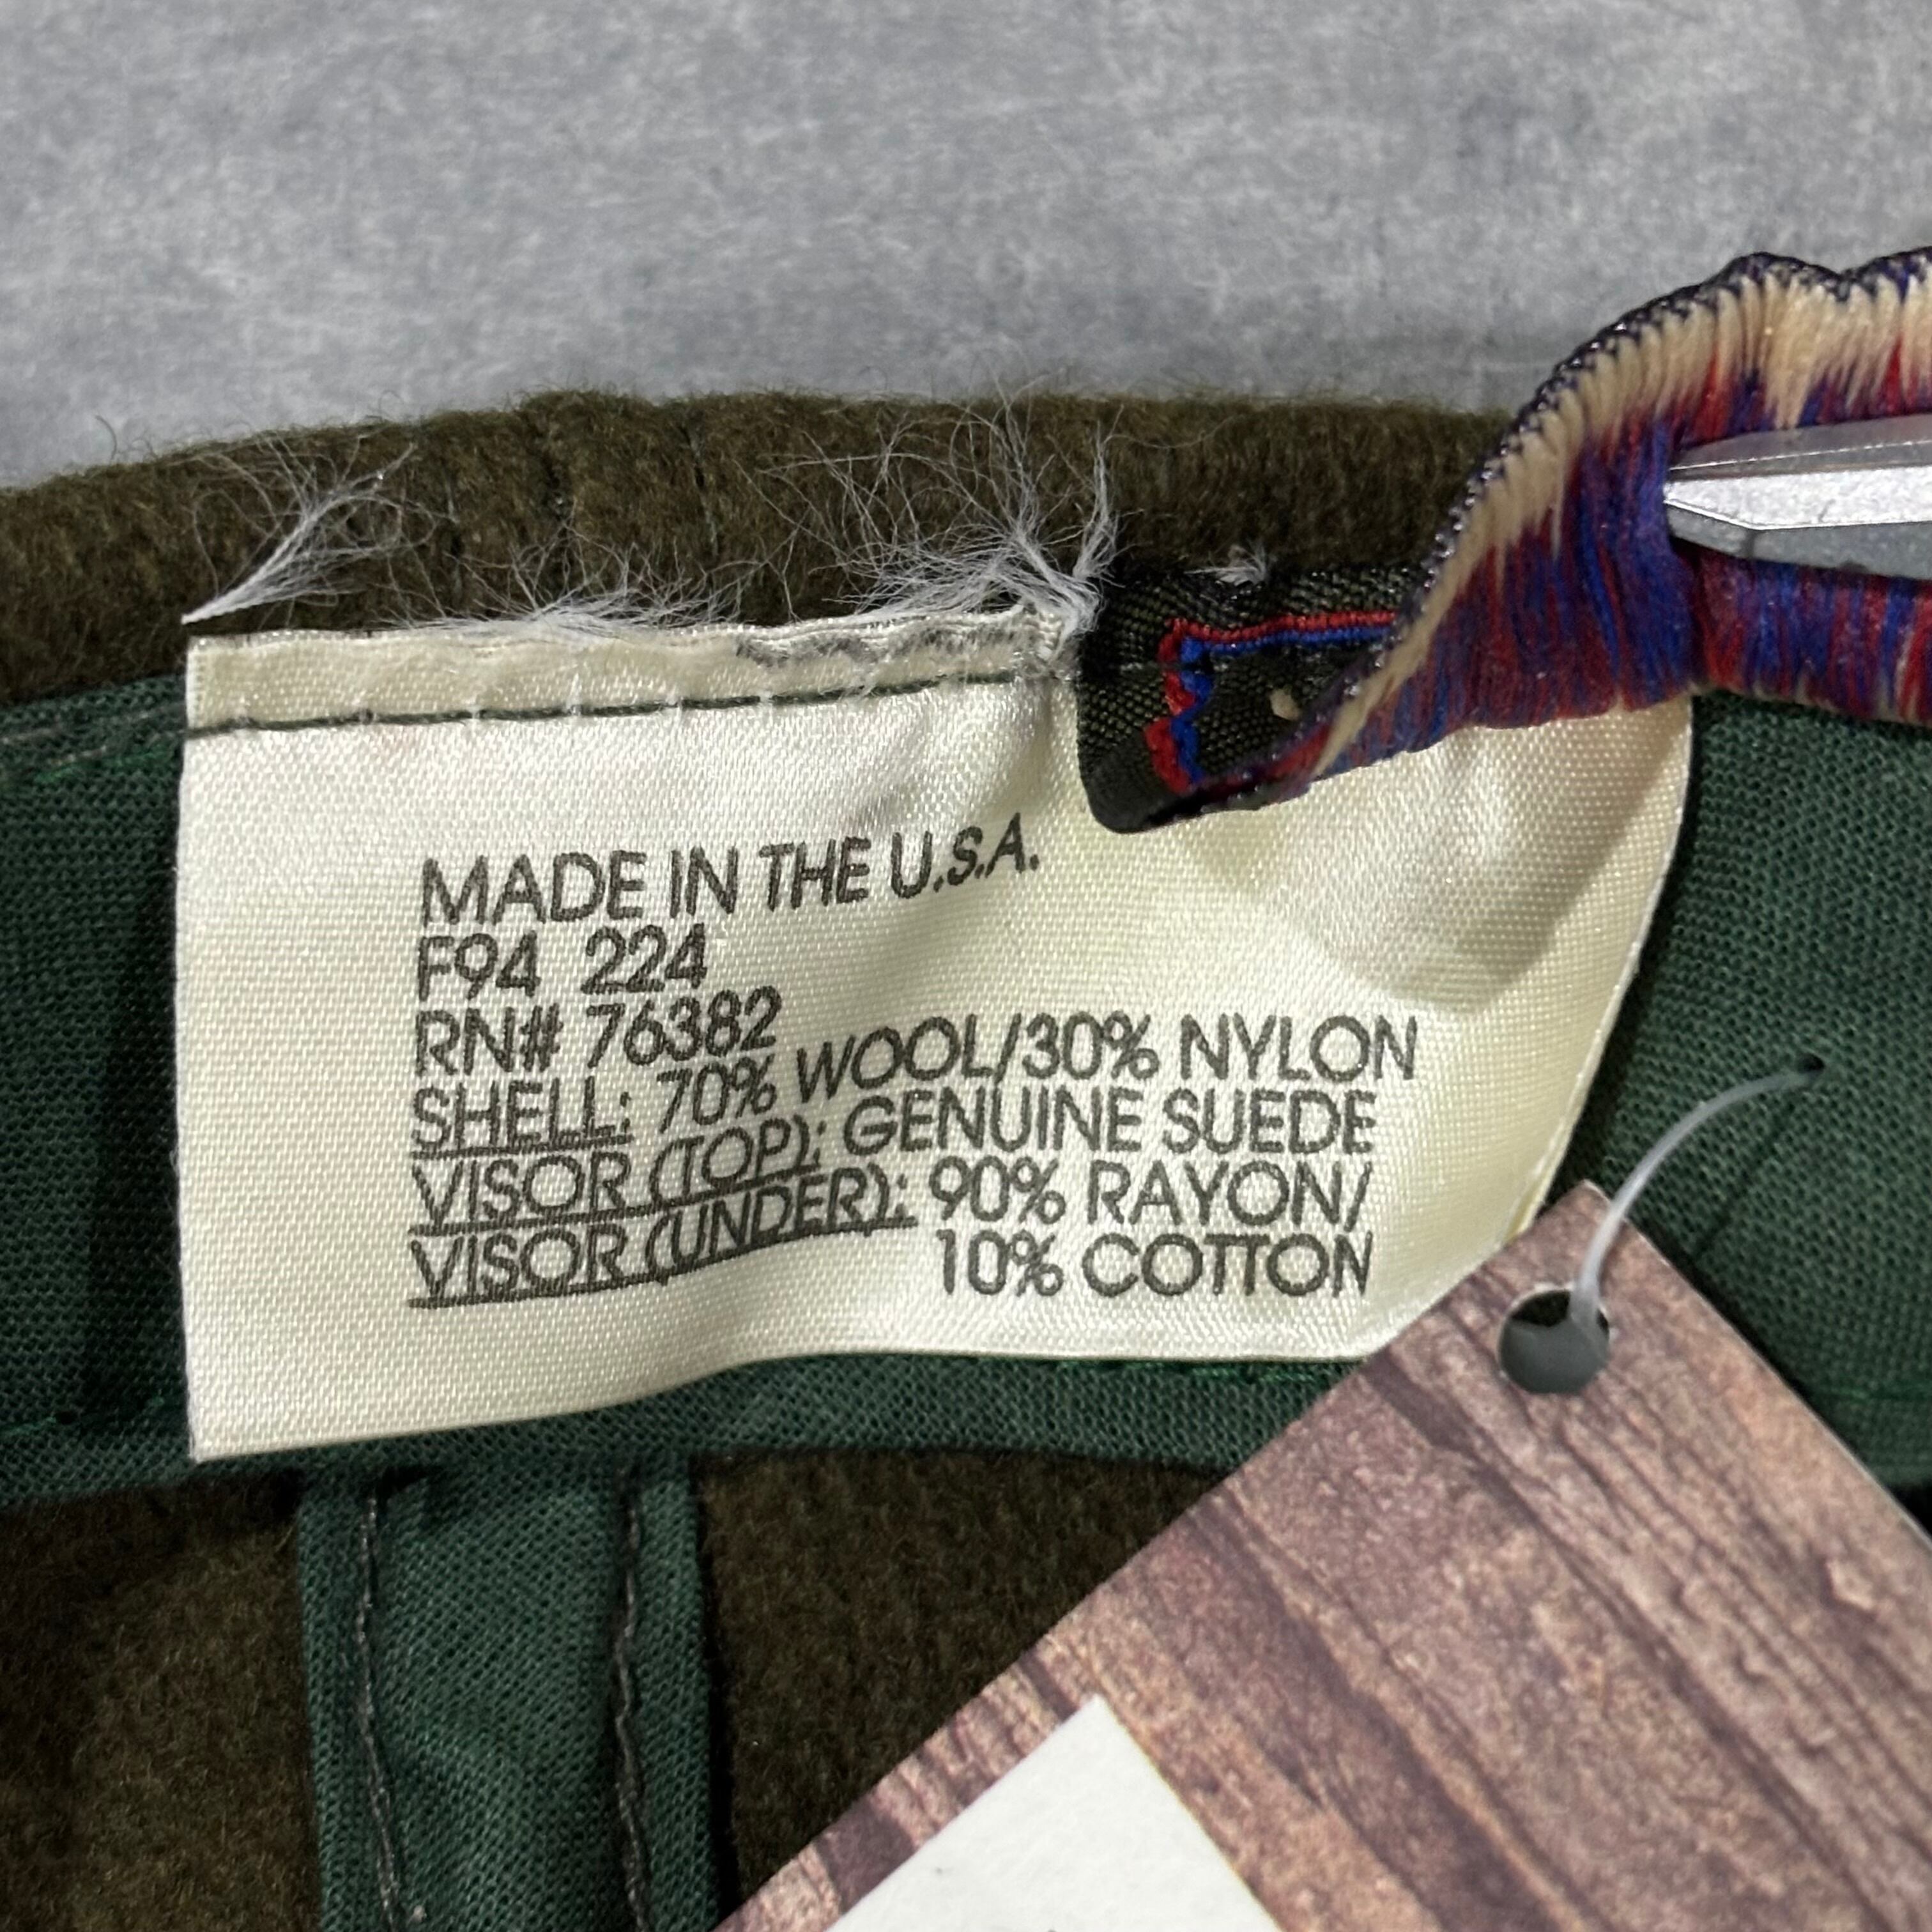 MADE IN THE U.S.A.
F94 224
RN# 76382
SHELL: 70% WOOL/30% NYLON
VISOR (TOP): GENUINE SUEDE
VISOR (UNDER): 90% RAYON/
10% COTTON